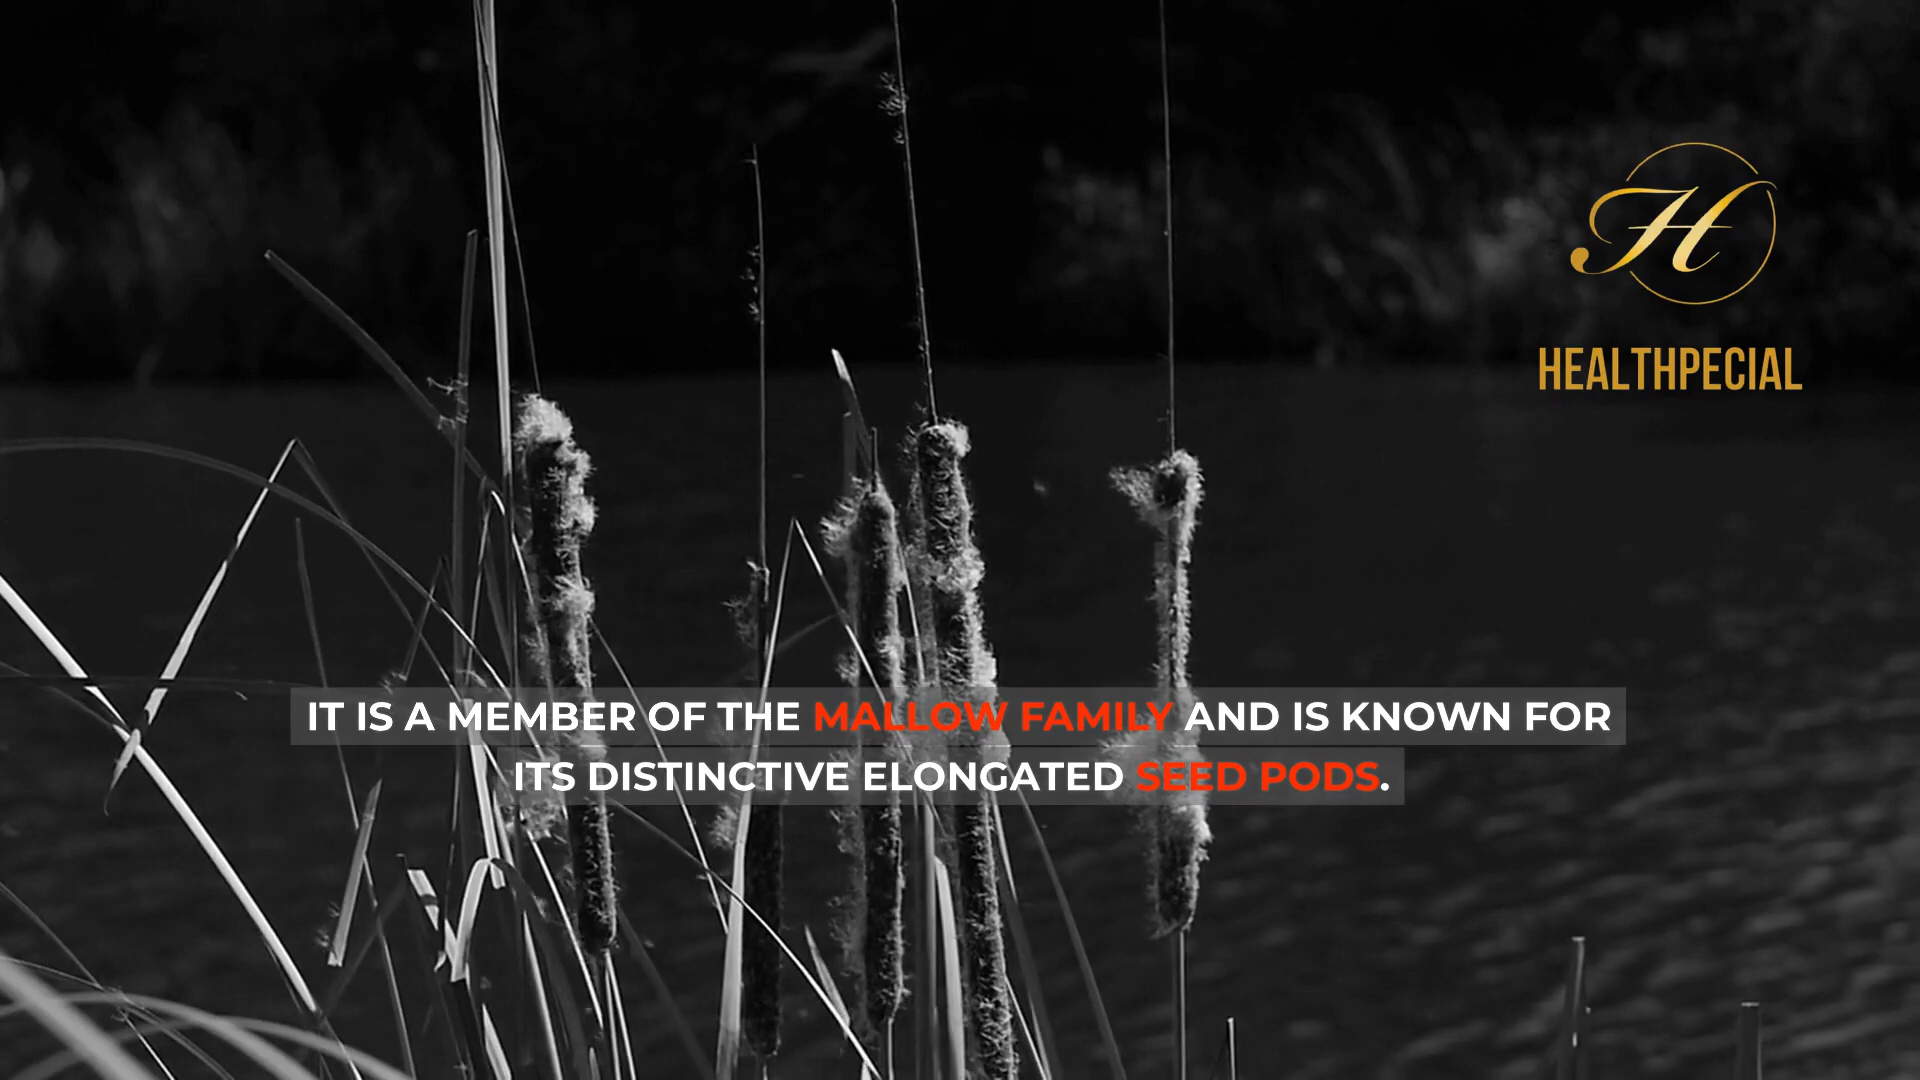 H
HEALTHPECIAL
IT IS A MEMBER OF THE MALLOW FAMILY AND IS KNOWN FOR
ITS DISTINCTIVE ELONGATED SEED PODS.